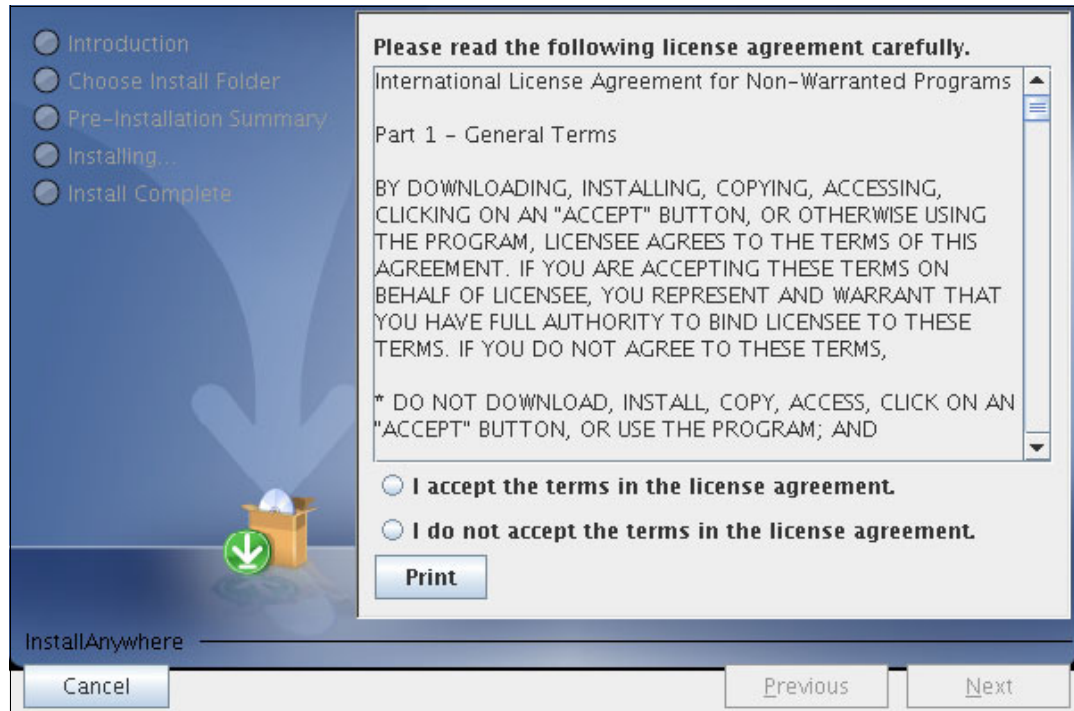 Introduction
Choose Install Folder
Pre-Installation Summary
Installing...
Install Complete
Please read the following license agreement carefully.
International License Agreement for Non-Warranted Programs
Part 1 - General Terms
BY DOWNLOADING, INSTALLING, COPYING, ACCESSING,
CLICKING ON AN "ACCEPT" BUTTON, OR OTHERWISE USING
THE PROGRAM, LICENSEE AGREES TO THE TERMS OF THIS
AGREEMENT. IF YOU ARE ACCEPTING THESE TERMS ON
BEHALF OF LICENSEE, YOU REPRESENT AND WARRANT THAT
YOU HAVE FULL AUTHORITY TO BIND LICENSEE TO THESE
TERMS. IF YOU DO NOT AGREE TO THESE TERMS,
* DO NOT DOWNLOAD, INSTALL, COPY, ACCESS, CLICK ON AN
"ACCEPT" BUTTON, OR USE THE PROGRAM; AND
I accept the terms in the license agreement.
I do not accept the terms in the license agreement.
Print
InstallAnywhere
Cancel
Previous
Next